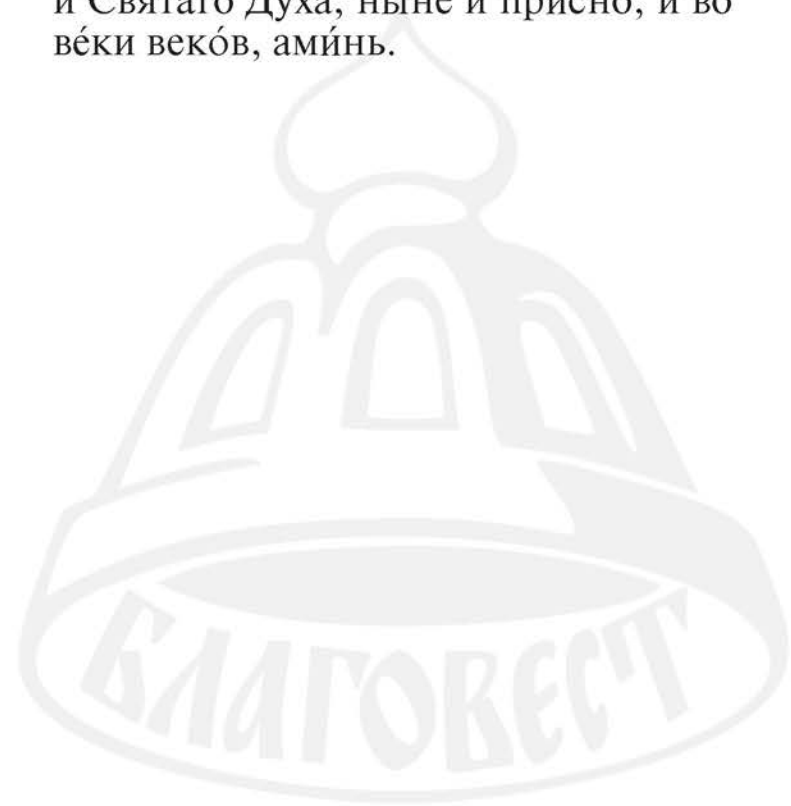 и Святаго Духа, ныне и присно, и во
ве́ки веко́в, ами́нь.
БЛАГОВЕСТ